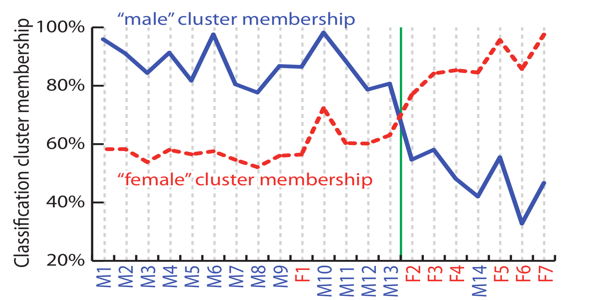 "male" cluster membership
Classification cluster membership
100%
80%
60%
40%
20%
"female" cluster membership
M1 M2 M3 M4 M5 M6 M7 M8 M9 F1 M10 M11 M12 M13 F2 F3 F4 M14 F5 F6 F7